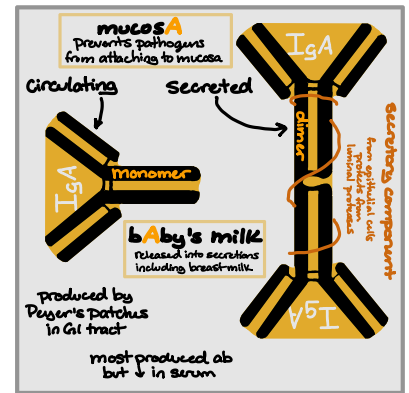 mucosA
Prevents pathogens
from attaching to mucosa
Circulating
Secreted
IgA
monomer
IgA
dimer
IgA
secretory component
from epithelial cells
protects from
luminal proteases
bAby's milk
released into secretions
including breast milk
produced by
Peyer's Patches
in GI tract
most produced ab
but ↓ in serum